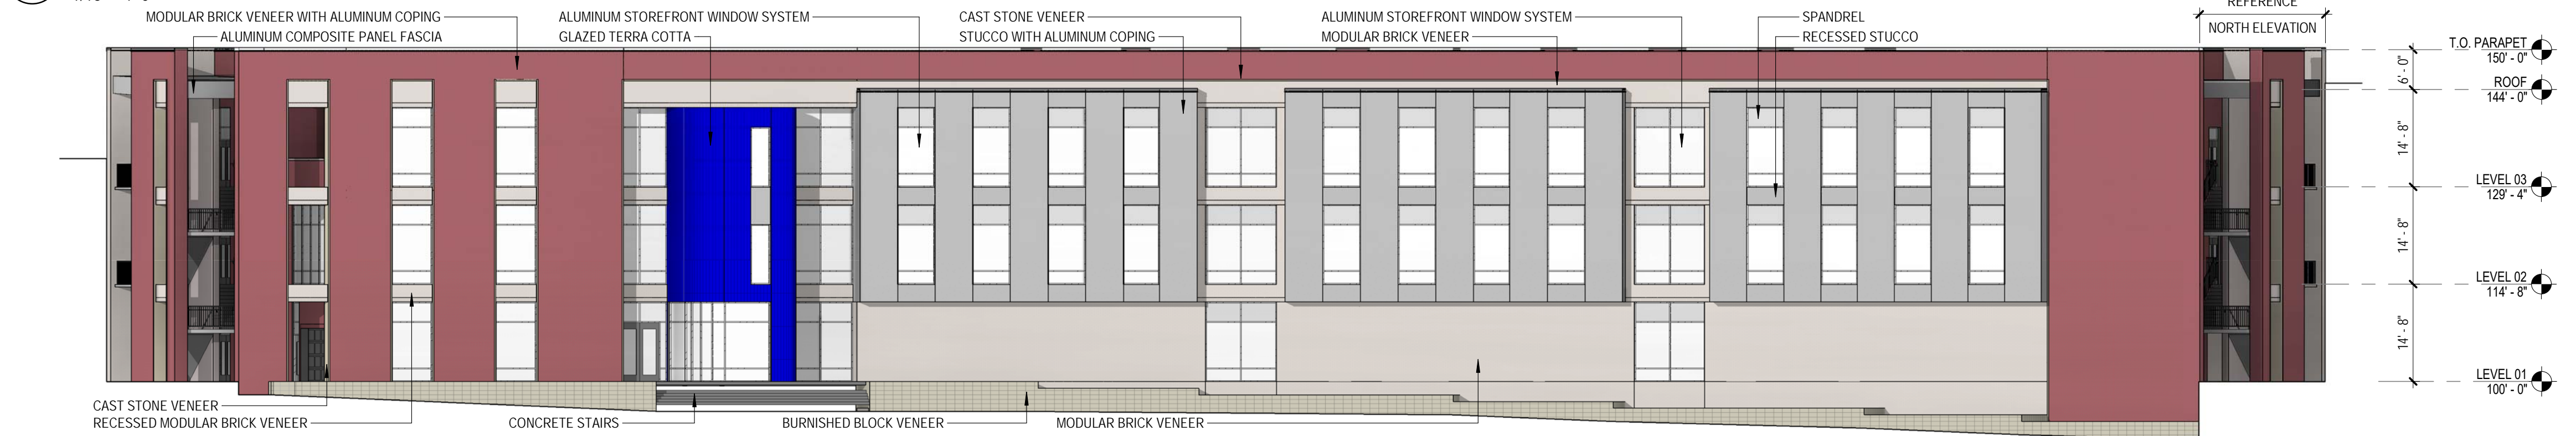 MODULAR BRICK VENEER WITH ALUMINUM COPING
ALUMINUM COMPOSITE PANEL FASCIA
ALUMINUM STOREFRONT WINDOW SYSTEM
GLAZED TERRA COTTA
CAST STONE VENEER
STUCCO WITH ALUMINUM COPING
ALUMINUM STOREFRONT WINDOW SYSTEM
MODULAR BRICK VENEER
SPANDREL
RECESSED STUCCO
REFERENCE
NORTH ELEVATION
T.O. PARAPET
150' - 0"
6' - 0"
ROOF
144' - 0"
14' - 8"
LEVEL 03
129' - 4"
14' - 8"
LEVEL 02
114' - 8"
14' - 8"
LEVEL 01
100' - 0"
CAST STONE VENEER
RECESSED MODULAR BRICK VENEER
CONCRETE STAIRS
BURNISHED BLOCK VENEER
MODULAR BRICK VENEER